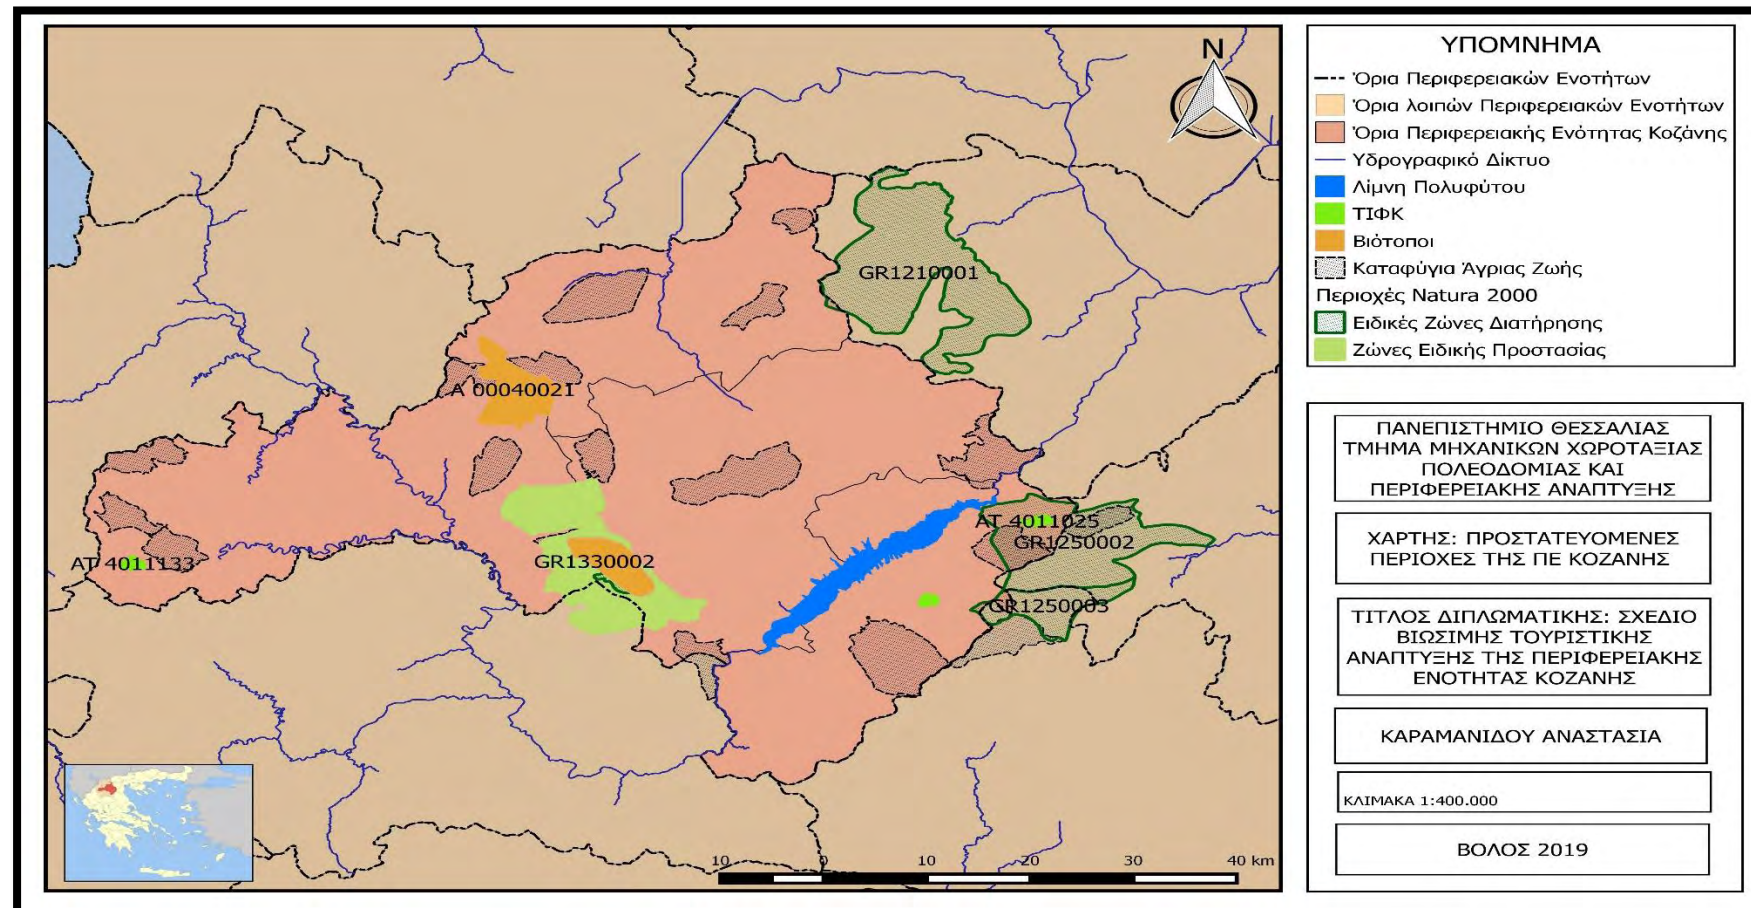 N
GR1210001
A 00040021
AT 4011025
GR1250002
AT 4011133
GR1330002
GR1250003
10 0 10 20 30 40 km
ΥΠΟΜΝΗΜΑ
Όρια Περιφερειακών Ενοτήτων
Όρια λοιπών Περιφερειακών Ενοτήτων
Όρια Περιφερειακής Ενότητας Κοζάνης
Υδρογραφικό Δίκτυο
Λίμνη Πολυφύτου
ΤΙΦΚ
Βιότοποι
Καταφύγια Άγριας Ζωής
Περιοχές Natura 2000
Ειδικές Ζώνες Διατήρησης
Ζώνες Ειδικής Προστασίας
ΠΑΝΕΠΙΣΤΗΜΙΟ ΘΕΣΣΑΛΙΑΣ
ΤΜΗΜΑ ΜΗΧΑΝΙΚΩΝ ΧΩΡΟΤΑΞΙΑΣ
ΠΟΛΕΟΔΟΜΙΑΣ ΚΑΙ
ΠΕΡΙΦΕΡΕΙΑΚΗΣ ΑΝΑΠΤΥΞΗΣ
ΧΑΡΤΗΣ: ΠΡΟΣΤΑΤΕΥΟΜΕΝΕΣ
ΠΕΡΙΟΧΕΣ ΤΗΣ ΠΕ ΚΟΖΑΝΗΣ
ΤΙΤΛΟΣ ΔΙΠΛΩΜΑΤΙΚΗΣ: ΣΧΕΔΙΟ
ΒΙΩΣΙΜΗΣ ΤΟΥΡΙΣΤΙΚΗΣ
ΑΝΑΠΤΥΞΗΣ ΤΗΣ ΠΕΡΙΦΕΡΕΙΑΚΗΣ
ΕΝΟΤΗΤΑΣ ΚΟΖΑΝΗΣ
ΚΑΡΑΜΑΝΙΔΟΥ ΑΝΑΣΤΑΣΙΑ
ΚΛΙΜΑΚΑ 1:400.000
ΒΟΛΟΣ 2019